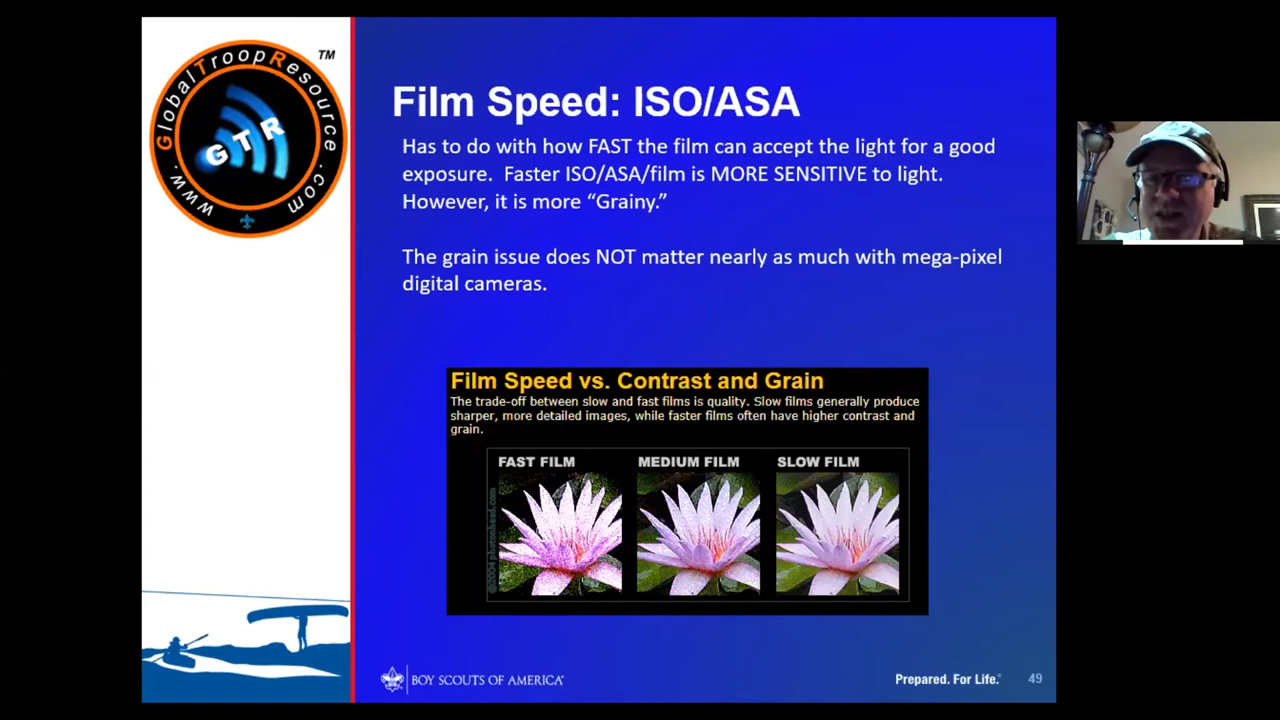 www.GlobalTroopResource.com
TM
GTR
Film Speed: ISO/ASA
Has to do with how FAST the film can accept the light for a good
exposure. Faster ISO/ASA/film is MORE SENSITIVE to light.
However, it is more “Grainy.”
The grain issue does NOT matter nearly as much with mega-pixel
digital cameras.
Film Speed vs. Contrast and Grain
The trade-off between slow and fast films is quality. Slow films generally produce
sharper, more detailed images, while faster films often have higher contrast and
grain.
FAST FILM
MEDIUM FILM
SLOW FILM
©2004 photonhead.com
BOY SCOUTS OF AMERICA
Prepared. For Life.
49